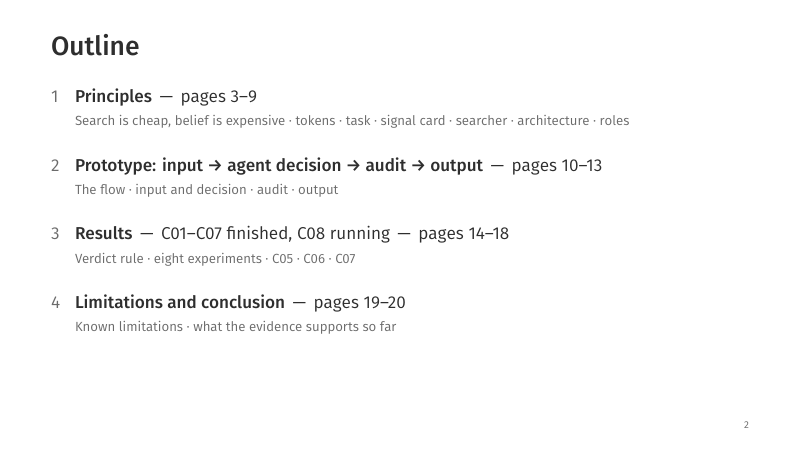 Outline
1 Principles — pages 3–9
Search is cheap, belief is expensive · tokens · task · signal card · searcher · architecture · roles
2 Prototype: input → agent decision → audit → output — pages 10–13
The flow · input and decision · audit · output
3 Results — C01–C07 finished, C08 running — pages 14–18
Verdict rule · eight experiments · C05 · C06 · C07
4 Limitations and conclusion — pages 19–20
Known limitations · what the evidence supports so far
2